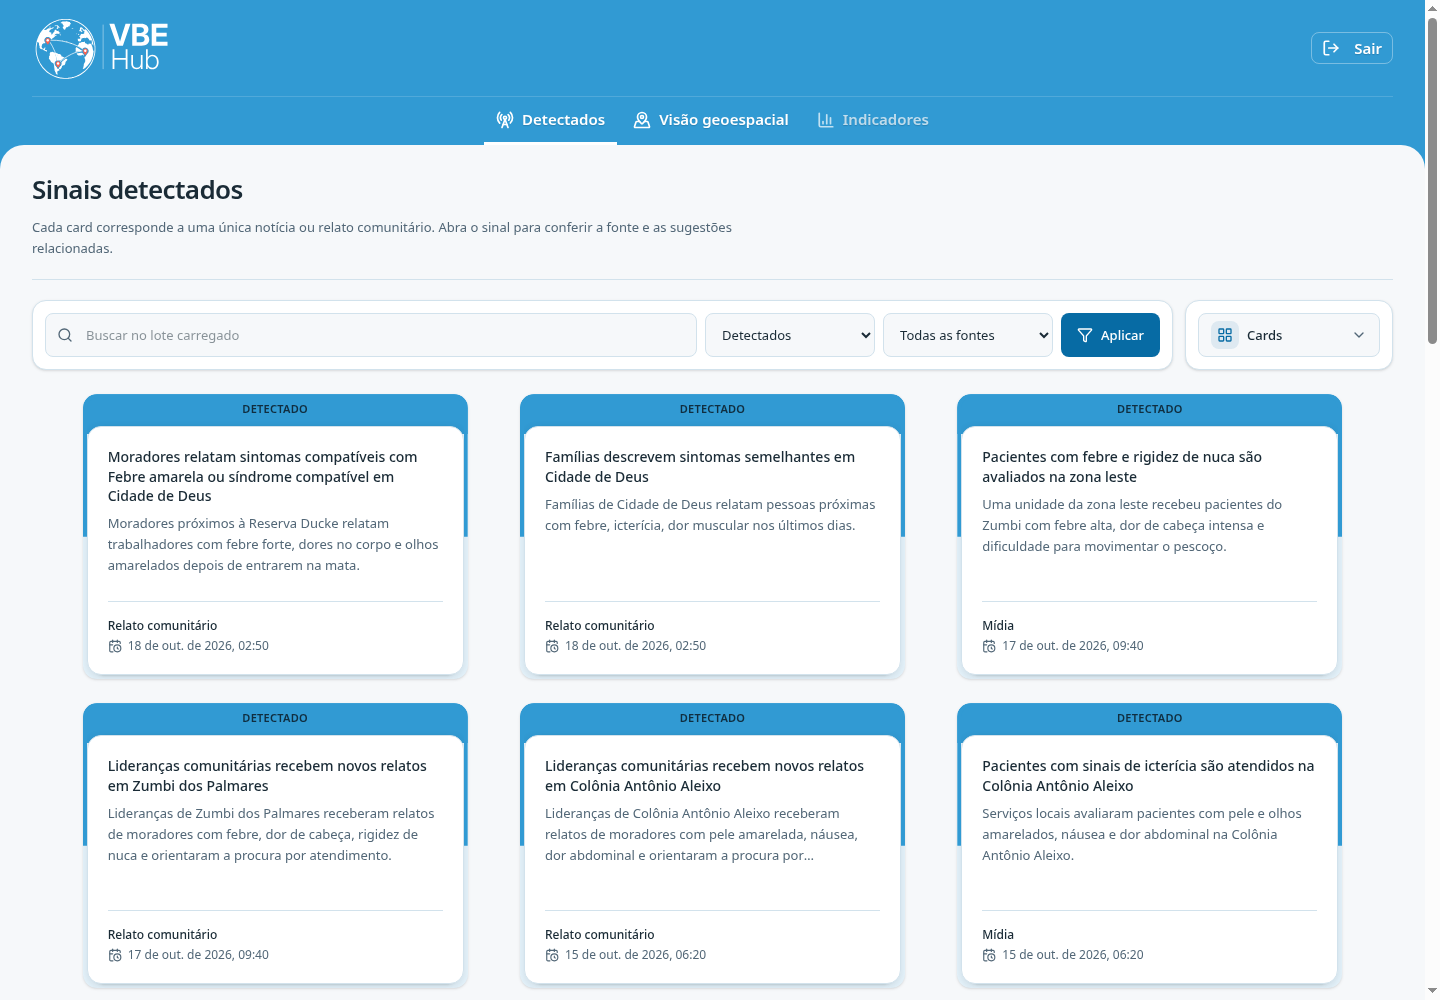 VBE
Hub
Sair
Detectados
Visão geoespacial
Indicadores
Sinais detectados
Cada card corresponde a uma única notícia ou relato comunitário. Abra o sinal para conferir a fonte e as sugestões
relacionadas.
Buscar no lote carregado
Detectados
Todas as fontes
Aplicar
Cards
DETECTADO
Moradores relatam sintomas compatíveis com
Febre amarela ou síndrome compatível em
Cidade de Deus
Moradores próximos à Reserva Ducke relatam
trabalhadores com febre forte, dores no corpo e olhos
amarelados depois de entrarem na mata.
Relato comunitário
18 de out. de 2026, 02:50
DETECTADO
Famílias descrevem sintomas semelhantes em
Cidade de Deus
Famílias de Cidade de Deus relatam pessoas próximas
com febre, icterícia, dor muscular nos últimos dias.
Relato comunitário
18 de out. de 2026, 02:50
DETECTADO
Pacientes com febre e rigidez de nuca são
avaliados na zona leste
Uma unidade da zona leste recebeu pacientes do
Zumbi com febre alta, dor de cabeça intensa e
dificuldade para movimentar o pescoço.
Mídia
17 de out. de 2026, 09:40
DETECTADO
Lideranças comunitárias recebem novos relatos
em Zumbi dos Palmares
Lideranças de Zumbi dos Palmares receberam relatos
de moradores com febre, dor de cabeça, rigidez de
nuca e orientaram a procura por atendimento.
Relato comunitário
17 de out. de 2026, 09:40
DETECTADO
Lideranças comunitárias recebem novos relatos
em Colônia Antônio Aleixo
Lideranças de Colônia Antônio Aleixo receberam
relatos de moradores com pele amarelada, náusea,
dor abdominal e orientaram a procura por...
Relato comunitário
15 de out. de 2026, 06:20
DETECTADO
Pacientes com sinais de icterícia são atendidos na
Colônia Antônio Aleixo
Serviços locais avaliaram pacientes com pele e olhos
amarelados, náusea e dor abdominal na Colônia
Antônio Aleixo.
Mídia
15 de out. de 2026, 06:20